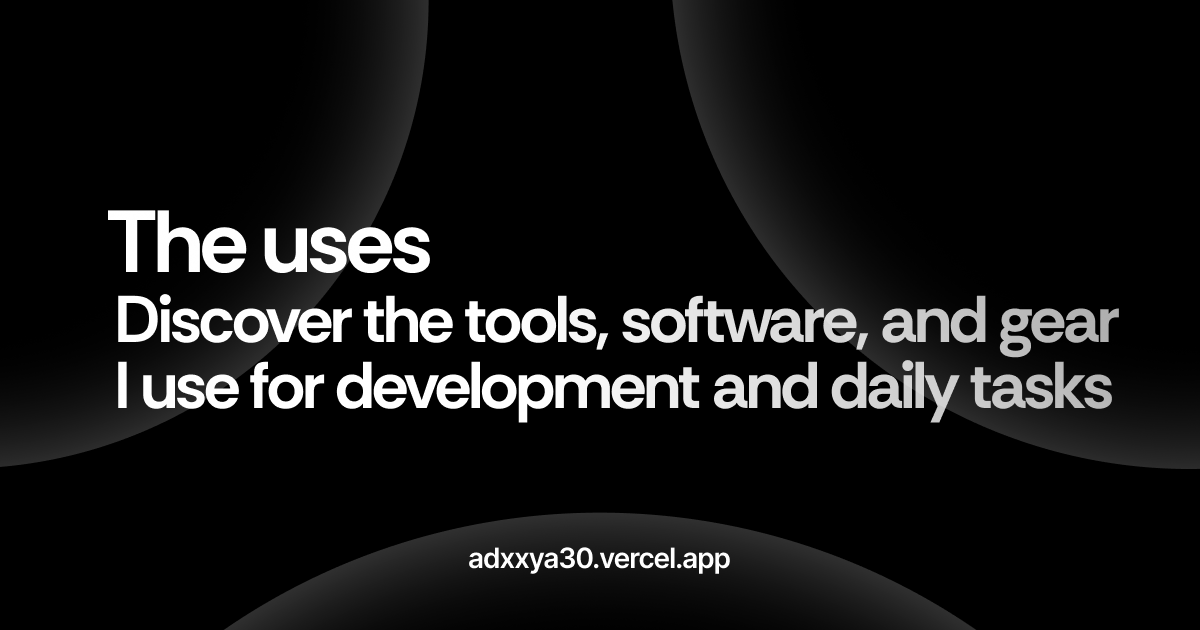 The uses
Discover the tools, software, and gear
I use for development and daily tasks
adxxya30.vercel.app